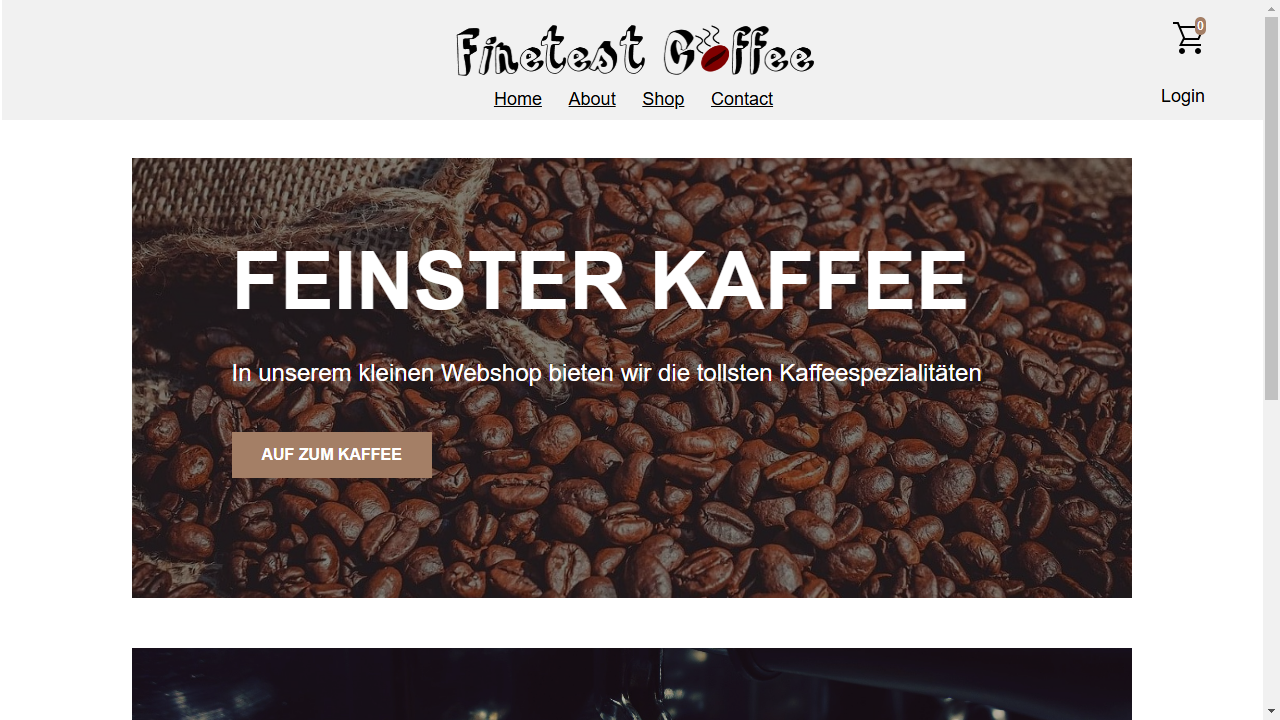 Finetest Coffee
0
Home About Shop Contact
Login
FEINSTER KAFFEE
In unserem kleinen Webshop bieten wir die tollsten Kaffeespezialitäten
AUF ZUM KAFFEE